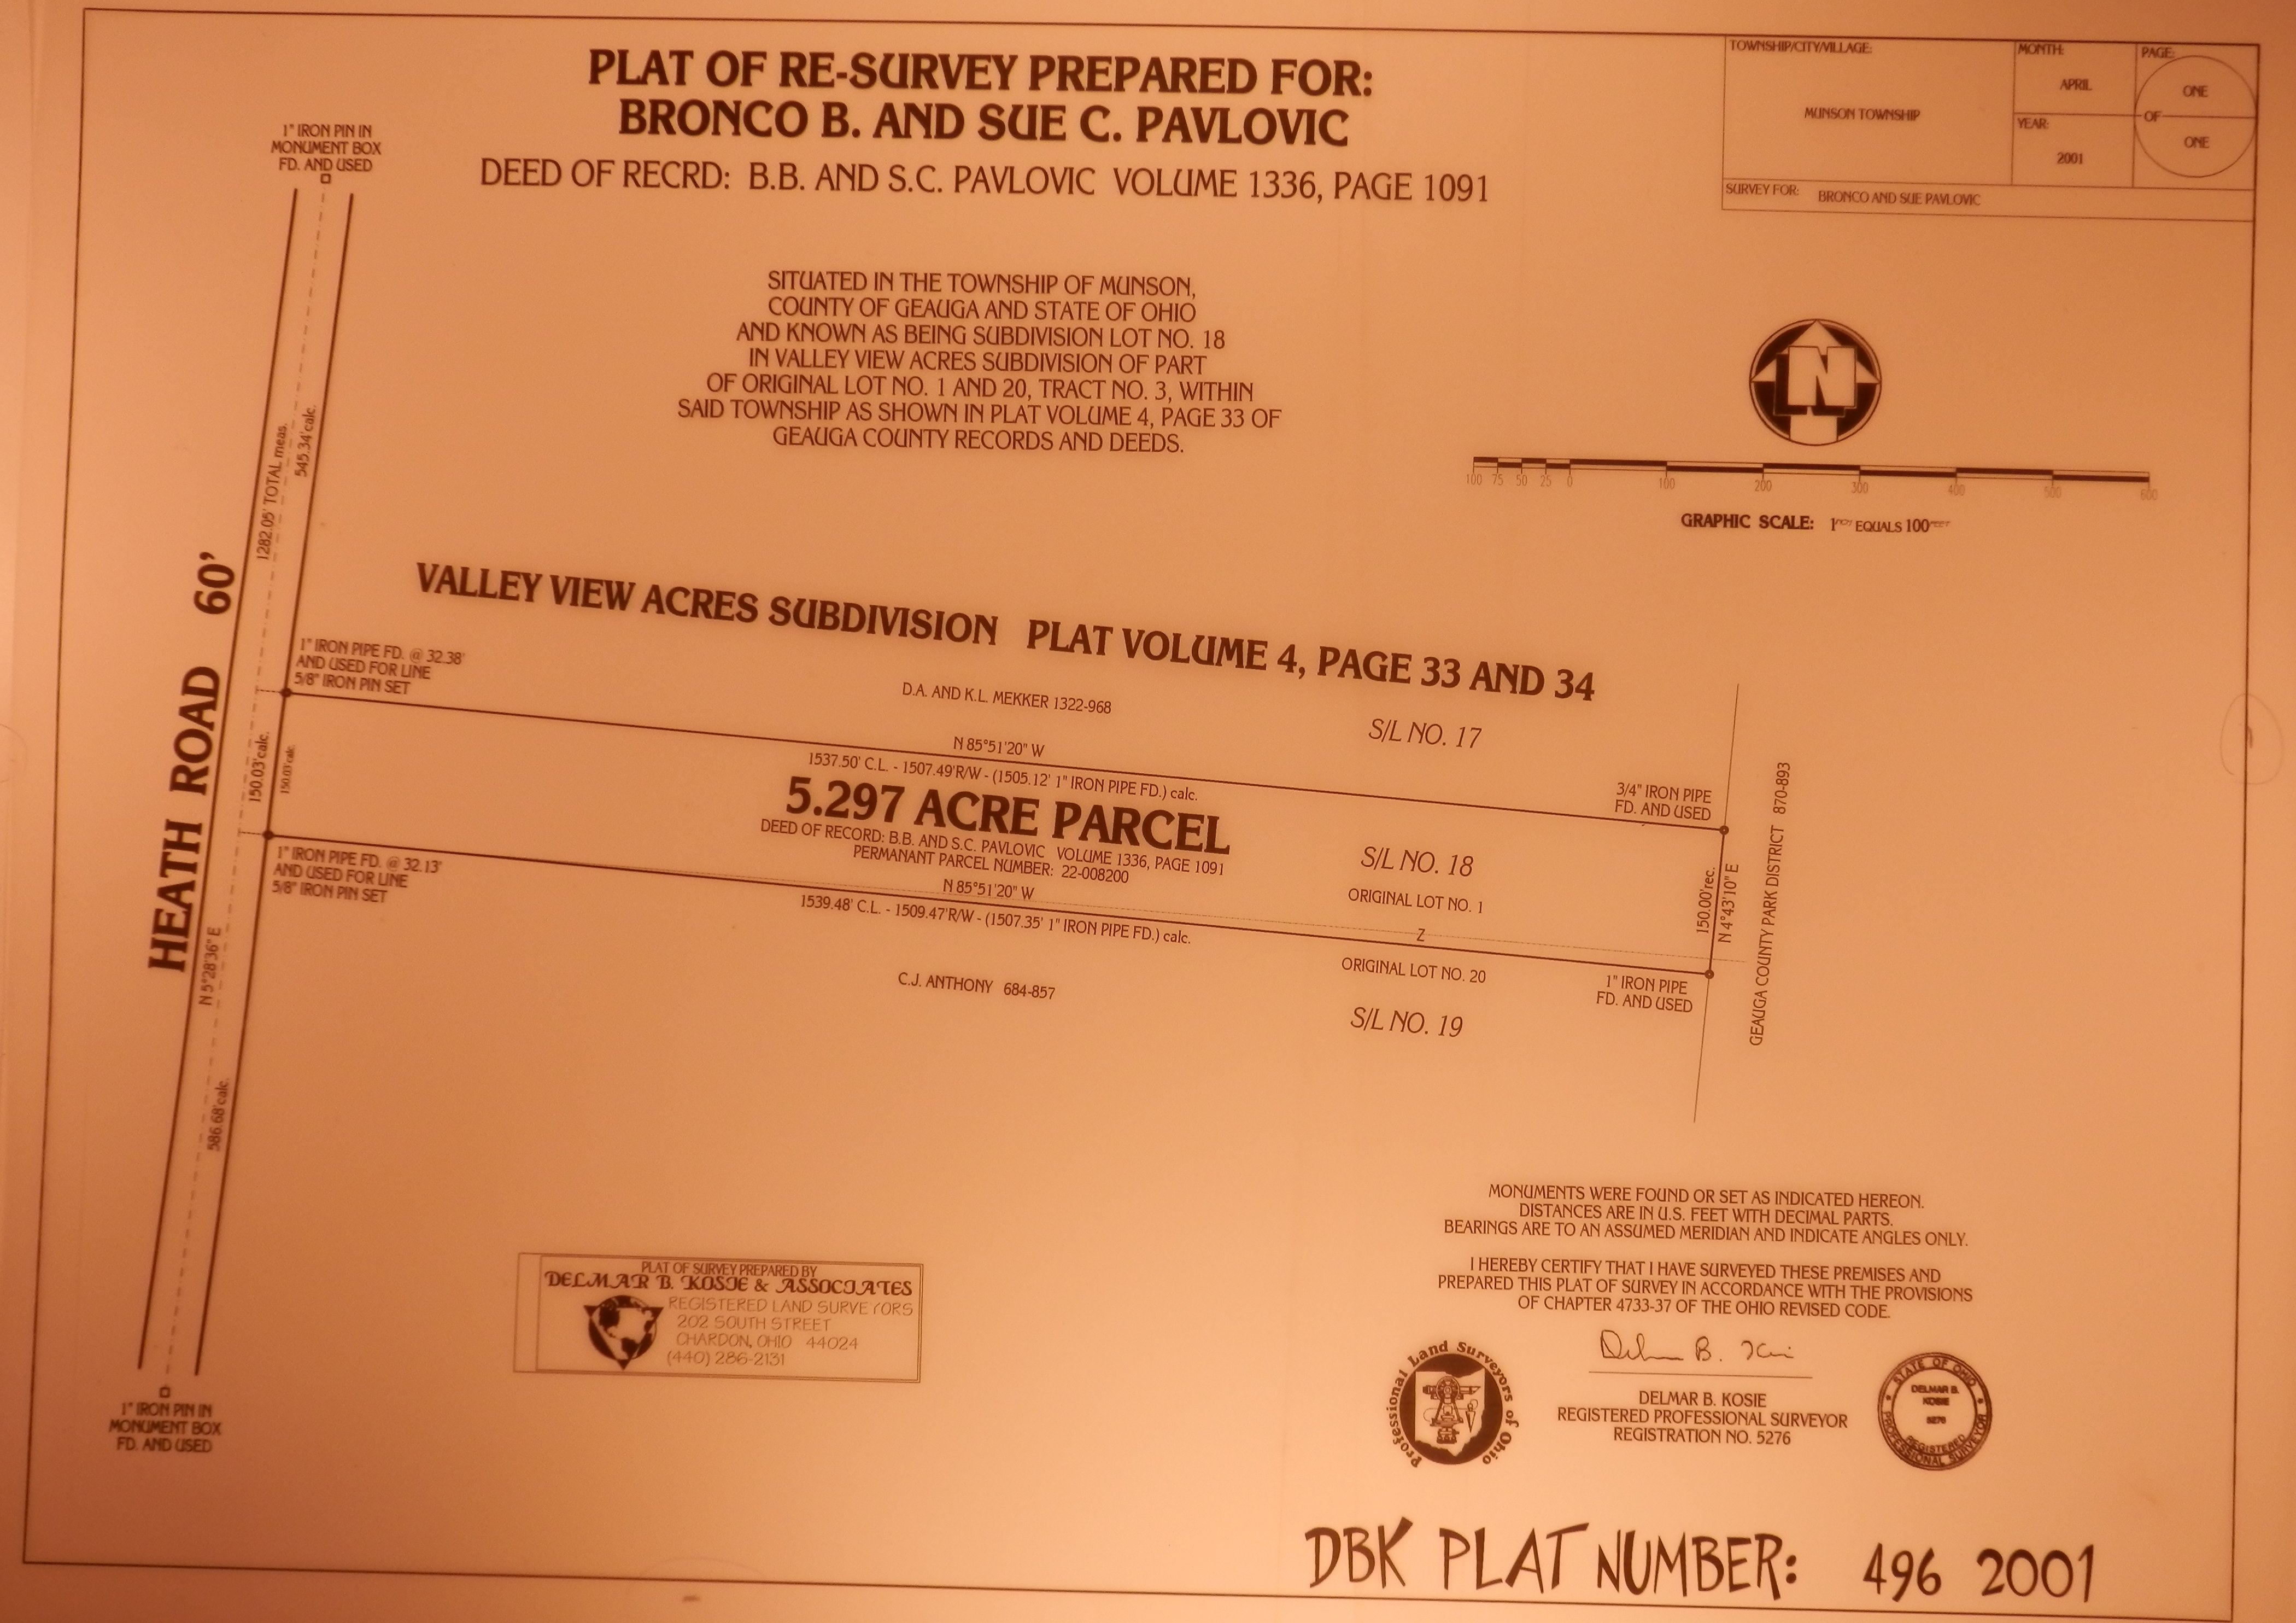 PLAT OF RE-SURVEY PREPARED FOR:
BRONCO B. AND SUE C. PAVLOVIC
DEED OF RECRD: B.B. AND S.C. PAVLOVIC VOLUME 1336, PAGE 1091
TOWNSHIP/CITY/VILLAGE:
MUNSON TOWNSHIP
MONTH:
APRIL
YEAR:
2001
PAGE:
ONE
OF
ONE
SURVEY FOR: BRONCO AND SUE PAVLOVIC
1" IRON PIN IN
MONUMENT BOX
FD. AND USED
SITUATED IN THE TOWNSHIP OF MUNSON,
COUNTY OF GEAUGA AND STATE OF OHIO
AND KNOWN AS BEING SUBDIVISION LOT NO. 18
IN VALLEY VIEW ACRES SUBDIVISION OF PART
OF ORIGINAL LOT NO. 1 AND 20, TRACT NO. 3, WITHIN
SAID TOWNSHIP AS SHOWN IN PLAT VOLUME 4, PAGE 33 OF
GEAUGA COUNTY RECORDS AND DEEDS.
N
100 75 50 25 0 100 200 300 400 500 600
GRAPHIC SCALE: 1 INCH EQUALS 100 FEET
1282.05' TOTAL meas.
545.34' calc.
HEATH ROAD 60'
VALLEY VIEW ACRES SUBDIVISION PLAT VOLUME 4, PAGE 33 AND 34
1" IRON PIPE FD. @ 32.38'
AND USED FOR LINE
5/8" IRON PIN SET
D.A. AND K.L. MEKKER 1322-968
S/L NO. 17
N 85°51'20" W
1537.50' C.L. - 1507.49'R/W - (1505.12' 1" IRON PIPE FD.) calc.
3/4" IRON PIPE
FD. AND USED
150.03' calc.
150.03' calc.
5.297 ACRE PARCEL
DEED OF RECORD: B.B. AND S.C. PAVLOVIC VOLUME 1336, PAGE 1091
PERMANANT PARCEL NUMBER: 22-008200
S/L NO. 18
ORIGINAL LOT NO. 1
N 85°51'20" W
1539.48' C.L. - 1509.47'R/W - (1507.35' 1" IRON PIPE FD.) calc.
Z
ORIGINAL LOT NO. 20
150.00' rec.
N 4°43'10" E
GEAUGA COUNTY PARK DISTRICT 870-893
1" IRON PIPE FD. @ 32.13'
AND USED FOR LINE
5/8" IRON PIN SET
C.J. ANTHONY 684-857
1" IRON PIPE
FD. AND USED
S/L NO. 19
N 5°28'36" E
586.68' calc.
1" IRON PIN IN
MONUMENT BOX
FD. AND USED
PLAT OF SURVEY PREPARED BY
DELMAR B. KOSIE & ASSOCIATES
REGISTERED LAND SURVEYORS
202 SOUTH STREET
CHARDON, OHIO 44024
(440) 286-2131
MONUMENTS WERE FOUND OR SET AS INDICATED HEREON.
DISTANCES ARE IN U.S. FEET WITH DECIMAL PARTS.
BEARINGS ARE TO AN ASSUMED MERIDIAN AND INDICATE ANGLES ONLY.
I HEREBY CERTIFY THAT I HAVE SURVEYED THESE PREMISES AND
PREPARED THIS PLAT OF SURVEY IN ACCORDANCE WITH THE PROVISIONS
OF CHAPTER 4733-37 OF THE OHIO REVISED CODE.
Professional Land Surveyors of Ohio
DELMAR B. KOSIE
REGISTERED PROFESSIONAL SURVEYOR
REGISTRATION NO. 5276
STATE OF OHIO
DELMAR B.
KOSIE
5276
REGISTERED
PROFESSIONAL SURVEYOR
DBK PLAT NUMBER: 496 2001